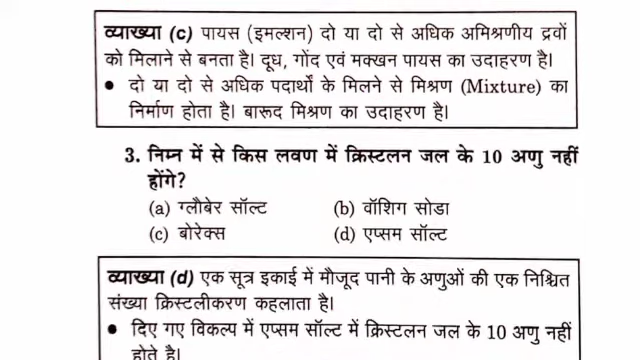 व्याख्या (c) पायस (इमल्शन) दो या दो से अधिक अमिश्रणीय द्रवों
को मिलाने से बनता है। दूध, गोंद एवं मक्खन पायस का उदाहरण है।
● दो या दो से अधिक पदार्थों के मिलने से मिश्रण (Mixture) का
निर्माण होता है। बारूद मिश्रण का उदाहरण है।
3. निम्न में से किस लवण में क्रिस्टलन जल के 10 अणु नहीं
होंगे?
(a) ग्लौबेर सॉल्ट (b) वॉशिग सोडा
(c) बोरेक्स (d) एप्सम सॉल्ट
व्याख्या (d) एक सूत्र इकाई में मौजूद पानी के अणुओं की एक निश्चित
संख्या क्रिस्टलीकरण कहलाता है।
● दिए गए विकल्प में एप्सम सॉल्ट में क्रिस्टलन जल के 10 अणु नहीं
होते है।